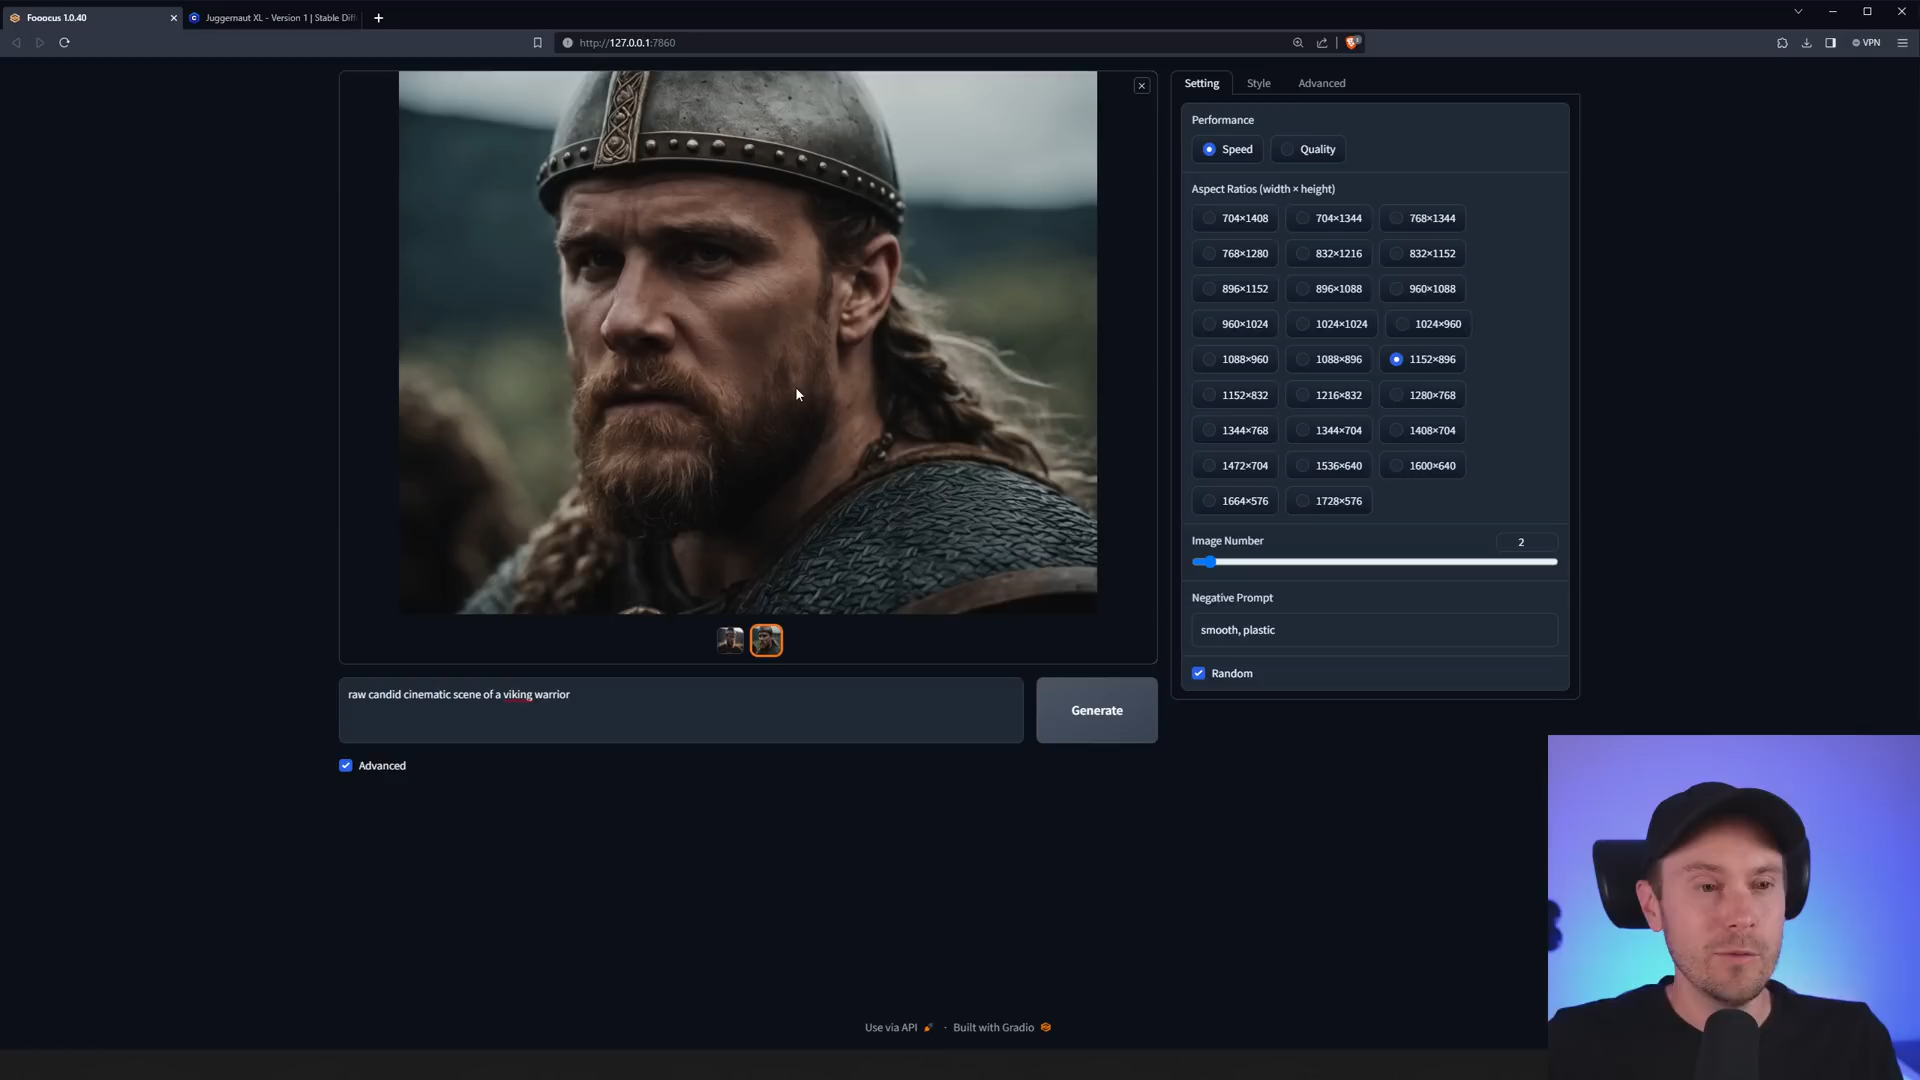 Fooocus 1.0.40
Juggernaut XL - Version 1 | Stable Dif
http://127.0.0.1:7860
VPN
Setting Style Advanced
Performance
Speed Quality
Aspect Ratios (width × height)
704×1408 704×1344 768×1344
768×1280 832×1216 832×1152
896×1152 896×1088 960×1088
960×1024 1024×1024 1024×960
1088×960 1088×896 1152×896
1152×832 1216×832 1280×768
1344×768 1344×704 1408×704
1472×704 1536×640 1600×640
1664×576 1728×576
Image Number 2
Negative Prompt
smooth, plastic
Random
raw candid cinematic scene of a viking warrior
Generate
Advanced
Use via API · Built with Gradio